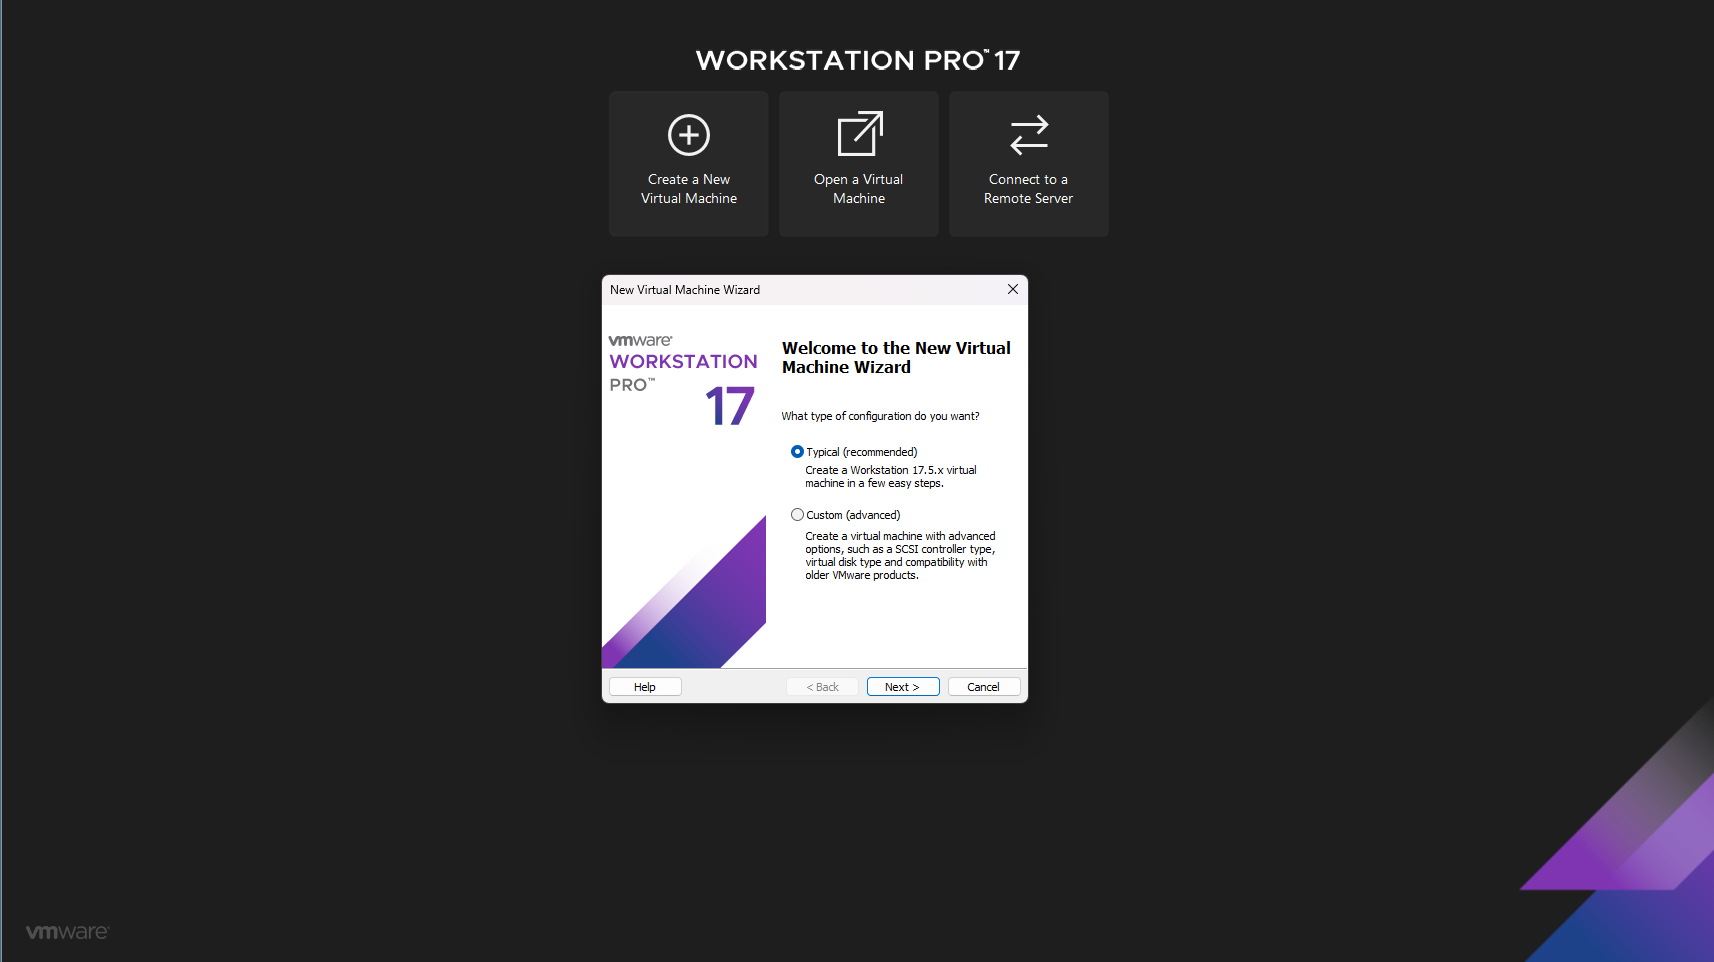 WORKSTATION PRO™ 17
Create a New
Virtual Machine
Open a Virtual
Machine
Connect to a
Remote Server
New Virtual Machine Wizard
vmware®
WORKSTATION
PRO™
17
Welcome to the New Virtual
Machine Wizard
What type of configuration do you want?
Typical (recommended)
Create a Workstation 17.5.x virtual
machine in a few easy steps.
Custom (advanced)
Create a virtual machine with advanced
options, such as a SCSI controller type,
virtual disk type and compatibility with
older VMware products.
Help
< Back
Next >
Cancel
vmware®